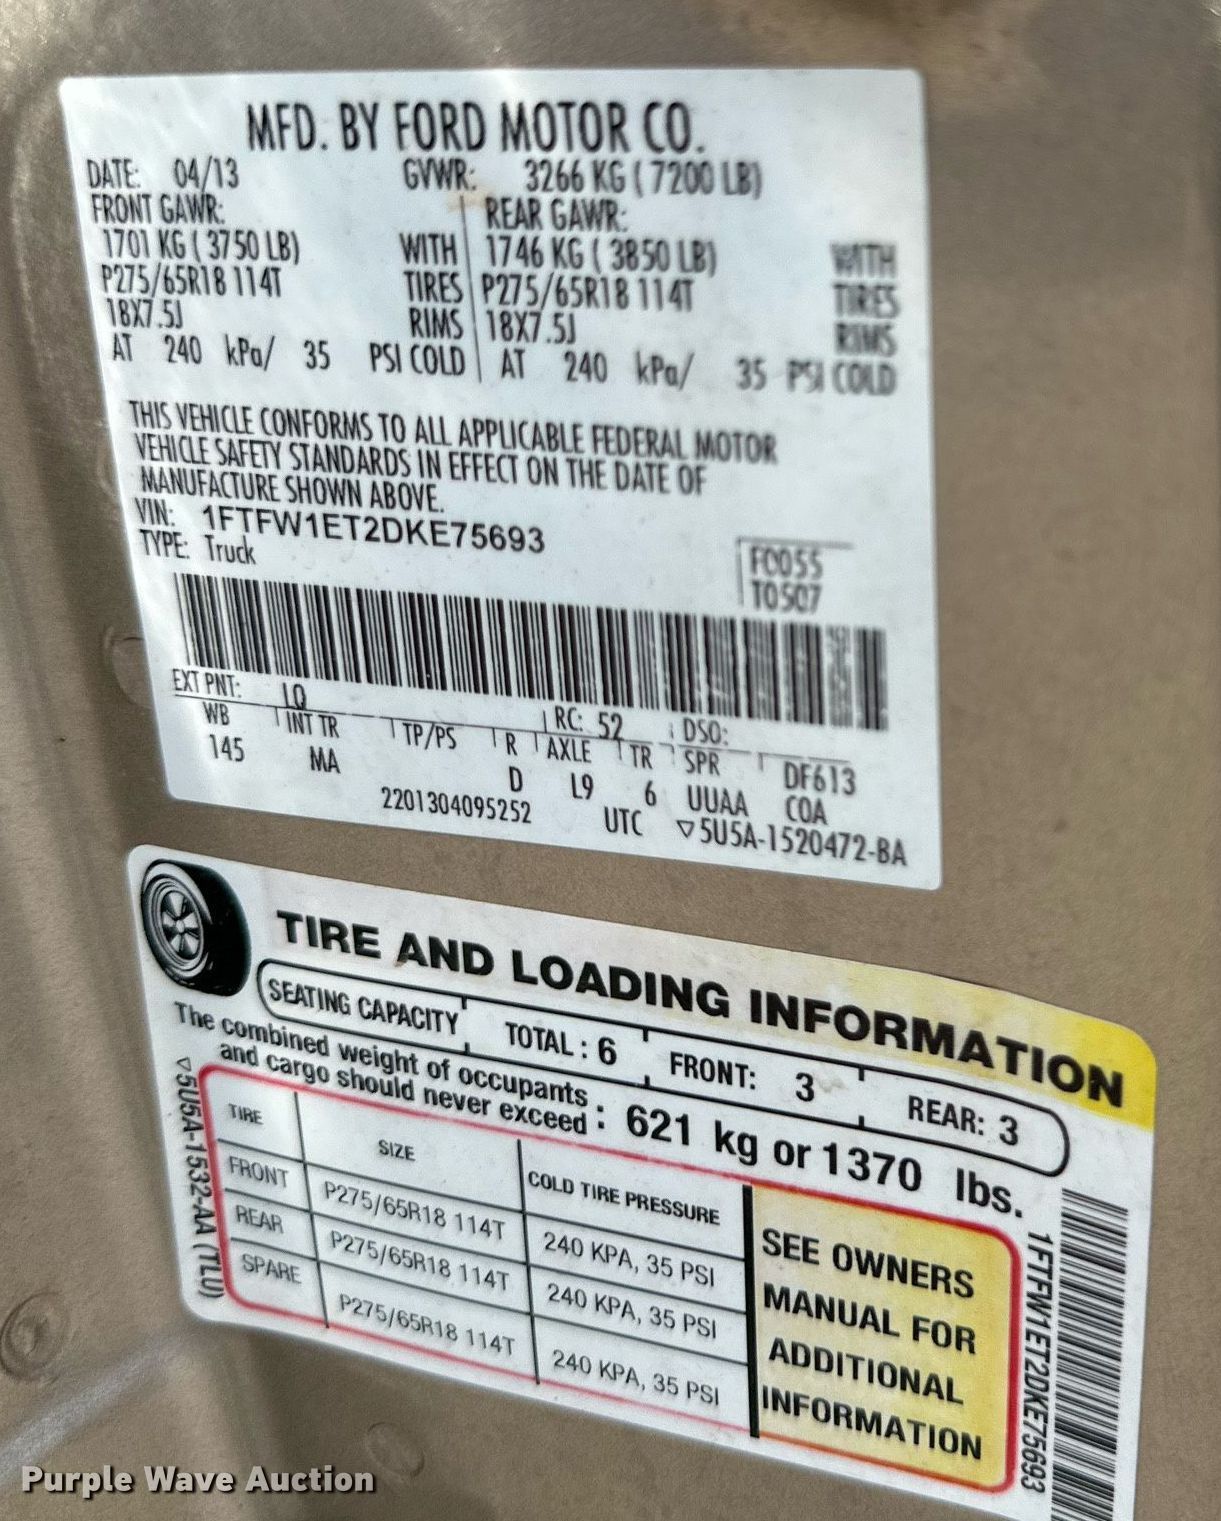 MFD. BY FORD MOTOR CO.
DATE: 04/13 GVWR: 3266 KG ( 7200 LB)
FRONT GAWR: REAR GAWR:
1701 KG ( 3750 LB) WITH 1746 KG ( 3850 LB) WITH
P275/65R18 114T TIRES P275/65R18 114T TIRES
18X7.5J RIMS 18X7.5J RIMS
AT 240 kPa/ 35 PSI COLD AT 240 kPa/ 35 PSI COLD
THIS VEHICLE CONFORMS TO ALL APPLICABLE FEDERAL MOTOR
VEHICLE SAFETY STANDARDS IN EFFECT ON THE DATE OF
MANUFACTURE SHOWN ABOVE.
VIN: 1FTFW1ET2DKE75693
TYPE: Truck
FC055
T0507
EXT PNT: LQ RC: 52 DSO:
WB INT TR TP/PS R AXLE TR SPR DF613
145 MA D L9 6 UUAA COA
2201304095252 UTC ▽5U5A-1520472-BA
TIRE AND LOADING INFORMATION
SEATING CAPACITY TOTAL : 6 FRONT: 3 REAR: 3
The combined weight of occupants
and cargo should never exceed : 621 kg or 1370 lbs.
TIRE SIZE COLD TIRE PRESSURE
FRONT P275/65R18 114T 240 KPA, 35 PSI
REAR P275/65R18 114T 240 KPA, 35 PSI
SPARE P275/65R18 114T 240 KPA, 35 PSI
SEE OWNERS
MANUAL FOR
ADDITIONAL
INFORMATION
▽5U5A-1532-AA (TLU)
1FTFW1ET2DKE75693
Purple Wave Auction